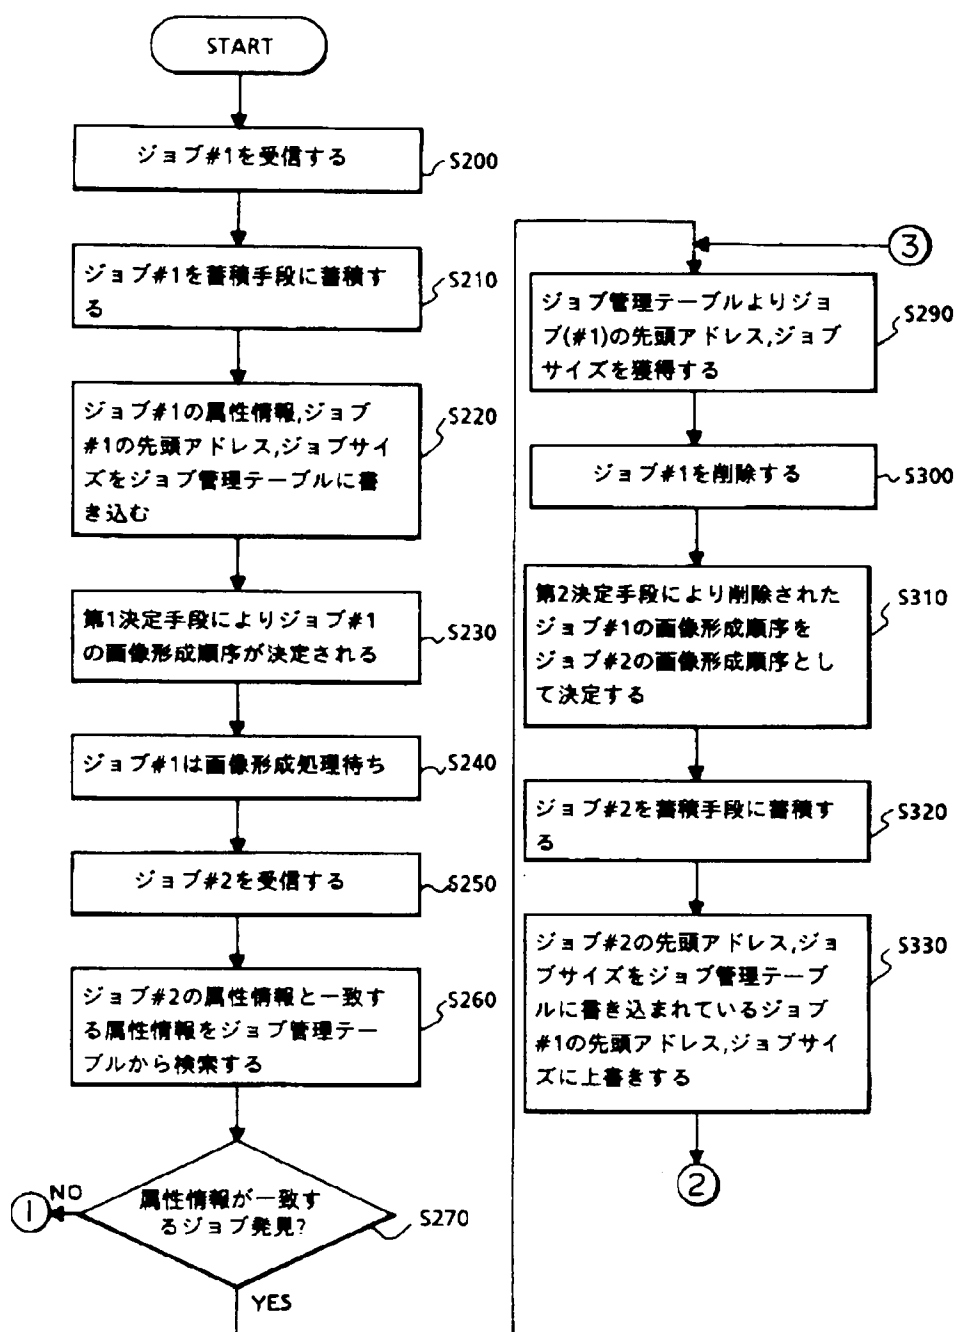 START
ジョブ#1を受信する
S200
ジョブ#1を蓄積手段に蓄積す
る
S210
ジョブ#1の属性情報,ジョブ
#1の先頭アドレス,ジョブサイ
ズをジョブ管理テーブルに書
き込む
S220
第1決定手段によりジョブ#1
の画像形成順序が決定される
S230
ジョブ#1は画像形成処理待ち
S240
ジョブ#2を受信する
S250
ジョブ#2の属性情報と一致す
る属性情報をジョブ管理テー
ブルから検索する
S260
属性情報が一致す
るジョブ発見?
S270
NO
1
YES
3
ジョブ管理テーブルよりジョ
ブ(#1)の先頭アドレス,ジョブ
サイズを獲得する
S290
ジョブ#1を削除する
S300
第2決定手段により削除された
ジョブ#1の画像形成順序を
ジョブ#2の画像形成順序とし
て決定する
S310
ジョブ#2を蓄積手段に蓄積す
る
S320
ジョブ#2の先頭アドレス,ジョ
ブサイズをジョブ管理テーブ
ルに書き込まれているジョブ
#1の先頭アドレス,ジョブサイ
ズに上書きする
S330
2